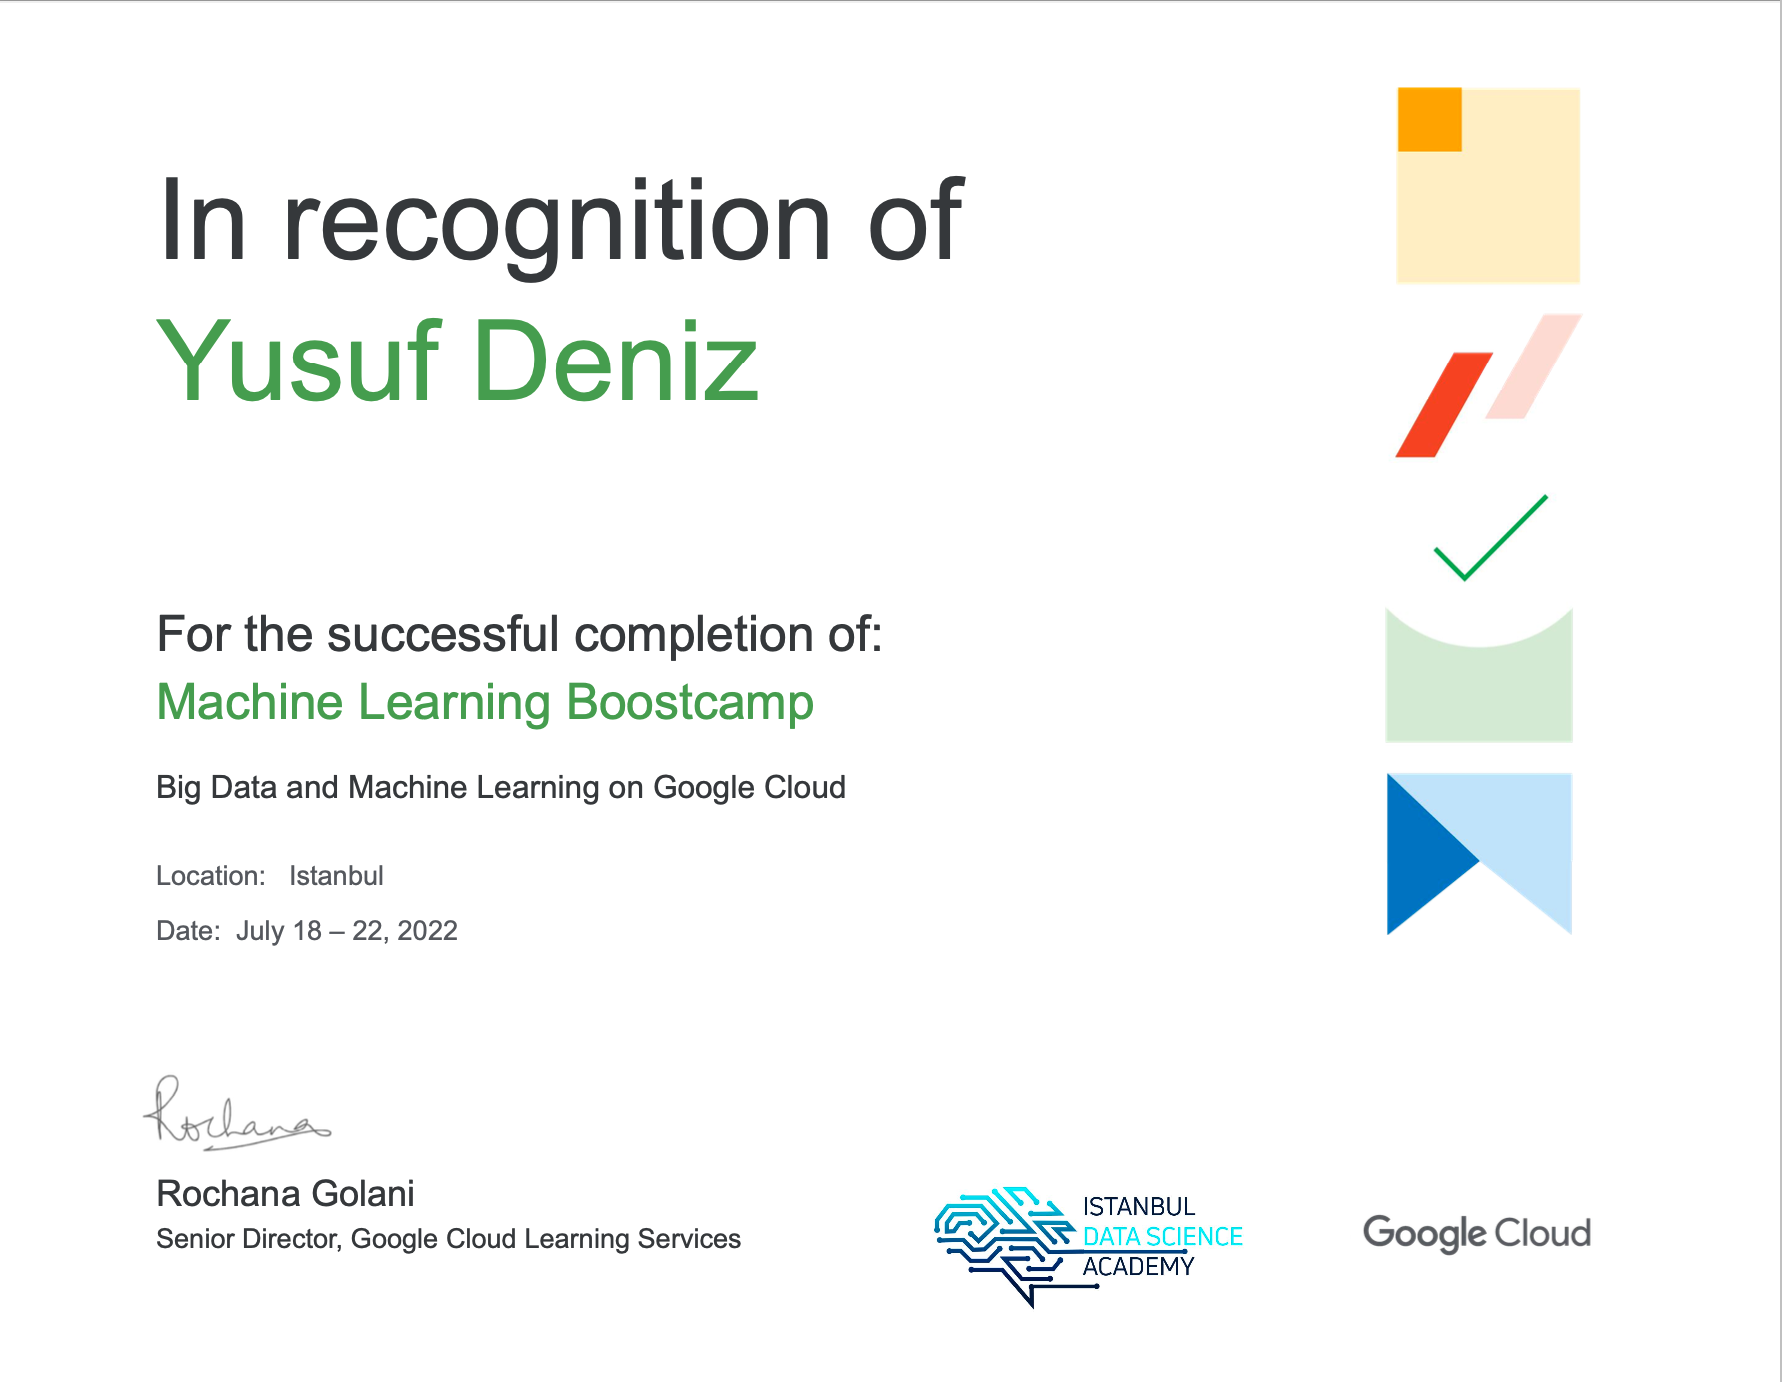 In recognition of
Yusuf Deniz
For the successful completion of:
Machine Learning Boostcamp
Big Data and Machine Learning on Google Cloud
Location: Istanbul
Date: July 18 – 22, 2022
Rochana
Rochana Golani
Senior Director, Google Cloud Learning Services
ISTANBUL
DATA SCIENCE
ACADEMY
Google Cloud